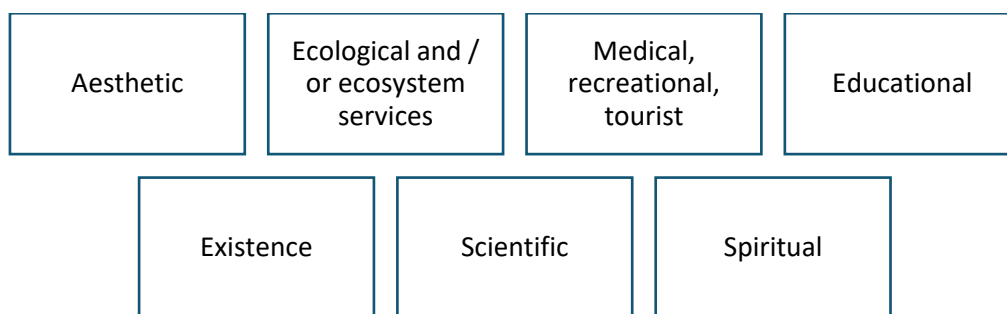 Aesthetic
Ecological and /
or ecosystem
services
Medical,
recreational,
tourist
Educational
Existence
Scientific
Spiritual